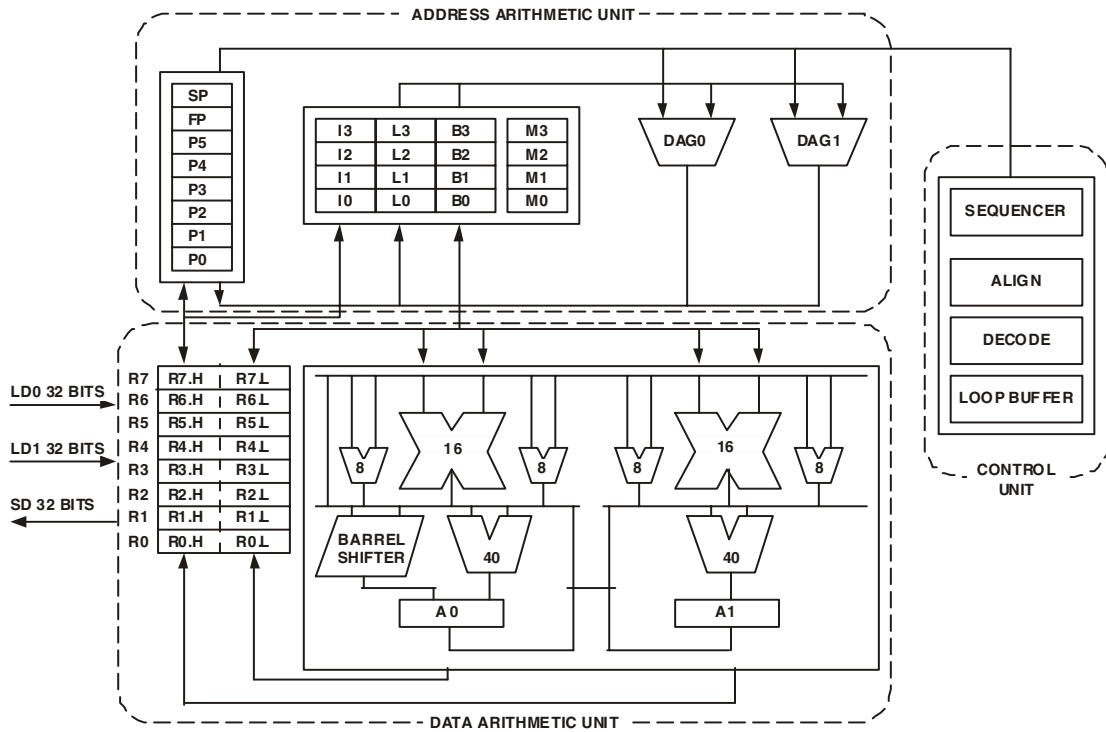 ADDRESS ARITHMETIC UNIT
SP
FP
P5
P4
P3
P2
P1
P0
I3 L3 B3 M3
I2 L2 B2 M2
I1 L1 B1 M1
I0 L0 B0 M0
DAG0 DAG1
SEQUENCER
ALIGN
DECODE
LOOP BUFFER
CONTROL
UNIT
LD0 32 BITS
LD1 32 BITS
SD 32 BITS
R7 R7.H R7.L
R6 R6.H R6.L
R5 R5.H R5.L
R4 R4.H R4.L
R3 R3.H R3.L
R2 R2.H R2.L
R1 R1.H R1.L
R0 R0.H R0.L
8 16 8 8 16 8
BARREL
SHIFTER
40 40
A0 A1
DATA ARITHMETIC UNIT